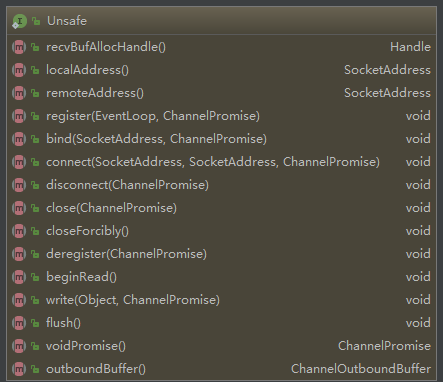 Unsafe
recvBufAllocHandle() Handle
localAddress() SocketAddress
remoteAddress() SocketAddress
register(EventLoop, ChannelPromise) void
bind(SocketAddress, ChannelPromise) void
connect(SocketAddress, SocketAddress, ChannelPromise) void
disconnect(ChannelPromise) void
close(ChannelPromise) void
closeForcibly() void
deregister(ChannelPromise) void
beginRead() void
write(Object, ChannelPromise) void
flush() void
voidPromise() ChannelPromise
outboundBuffer() ChannelOutboundBuffer